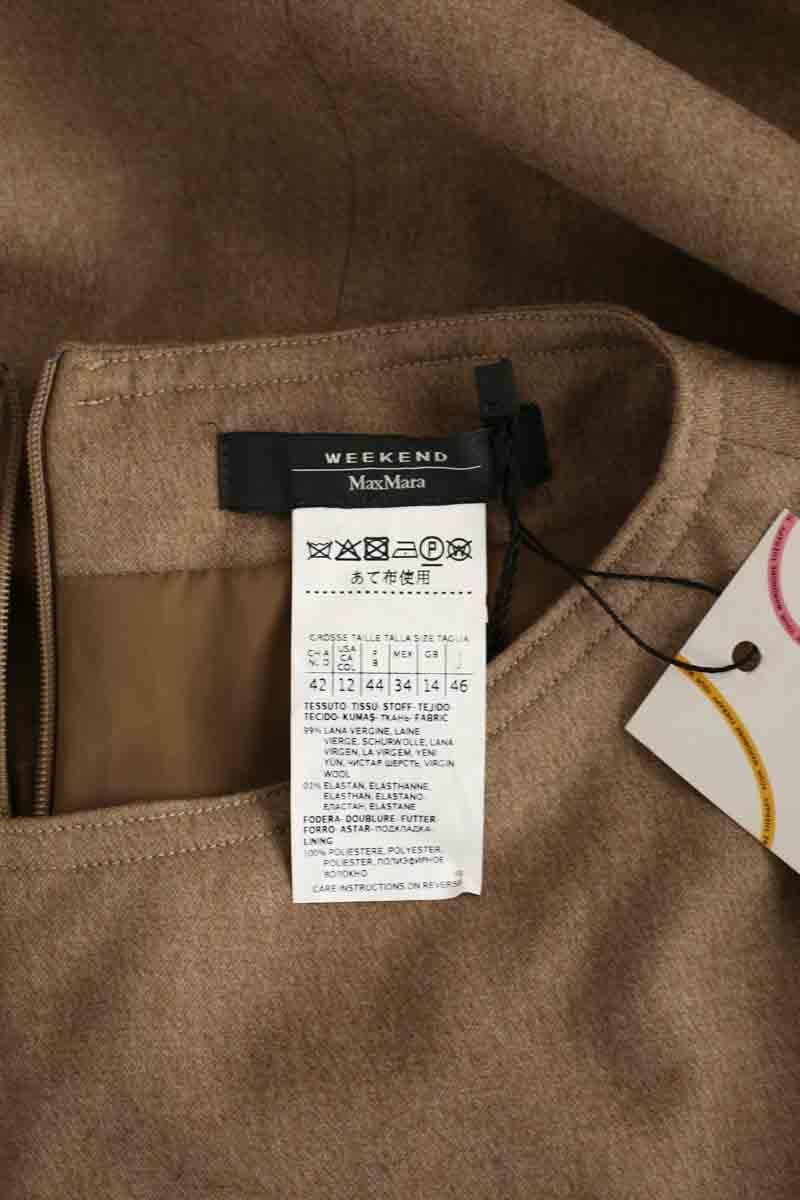 WEEKEND
MaxMara
P
あて布使用
GROSSE TAILLE TALLA SIZE TAGLIA
USA CA COL MEX GB
42 12 44 34 14 46
TESSUTO·TISSU·STOFF·TEJIDO·
TECIDO·KUMAŞ·ТКАНЬ·FABRIC
99% LANA VERGINE, LAINE
VIERGE, SCHURWOLLE, LANA
VIRGEN, LA VIRGEM, YENI
YÜN, ЧИСТАЯ ШЕРСТЬ, VIRGIN
WOOL
01% ELASTAN, ELASTHANNE,
ELASTHAN, ELASTANO,
ЕЛАСТАН, ELASTANE
FODERA·DOUBLURE·FUTTER·
FORRO·ASTAR·ПОДКЛАДКА·
LINING
100% POLIESTERE, POLYESTER,
POLIESTER, ПОЛИЭФИРНОЕ
ВОЛОКНО
CARE INSTRUCTIONS ON REVERSE